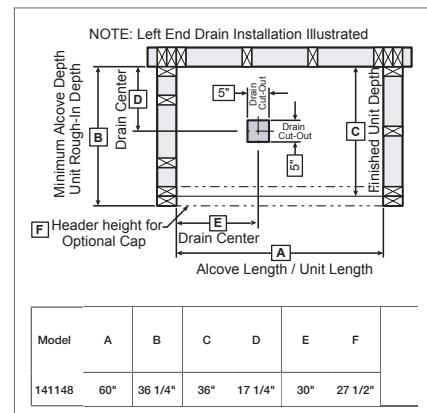 NOTE: Left End Drain Installation Illustrated
Minimum Alcove Depth
Unit Rough-In Depth
B
Drain Center
D
5"
Drain
Cut-Out
Drain
Cut-Out
5"
C
Finished Unit Depth
F Header height for
Optional Cap
E
Drain Center
A
Alcove Length / Unit Length
Model A B C D E F
141148 60" 36 1/4" 36" 17 1/4" 30" 27 1/2"